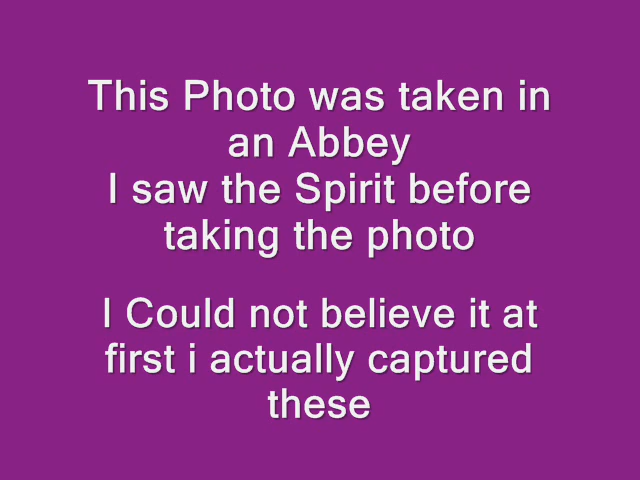 This Photo was taken in
an Abbey
I saw the Spirit before
taking the photo
I Could not believe it at
first i actually captured
these